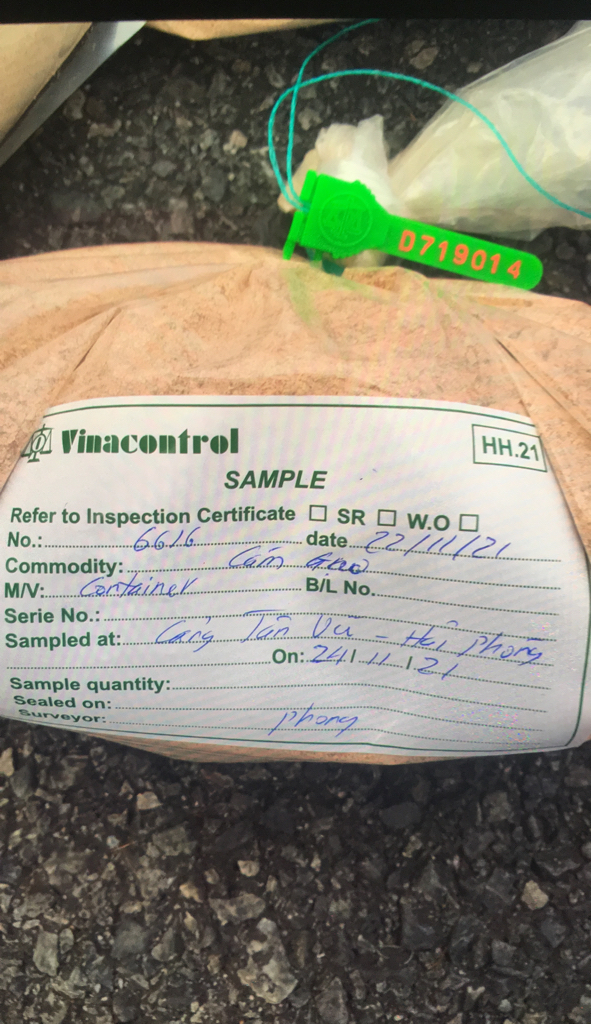 D719014
Vinacontrol
HH.21
SAMPLE
Refer to Inspection Certificate ☐ SR ☐ W.O ☐
No.: 6616 date 22/11/21
Commodity: Cám Gạo
M/V: Container B/L No.
Serie No.:
Sampled at: Cảng Tân Vũ - Hải phòng
On: 24/11/21
Sample quantity:
Sealed on:
Surveyor: phong